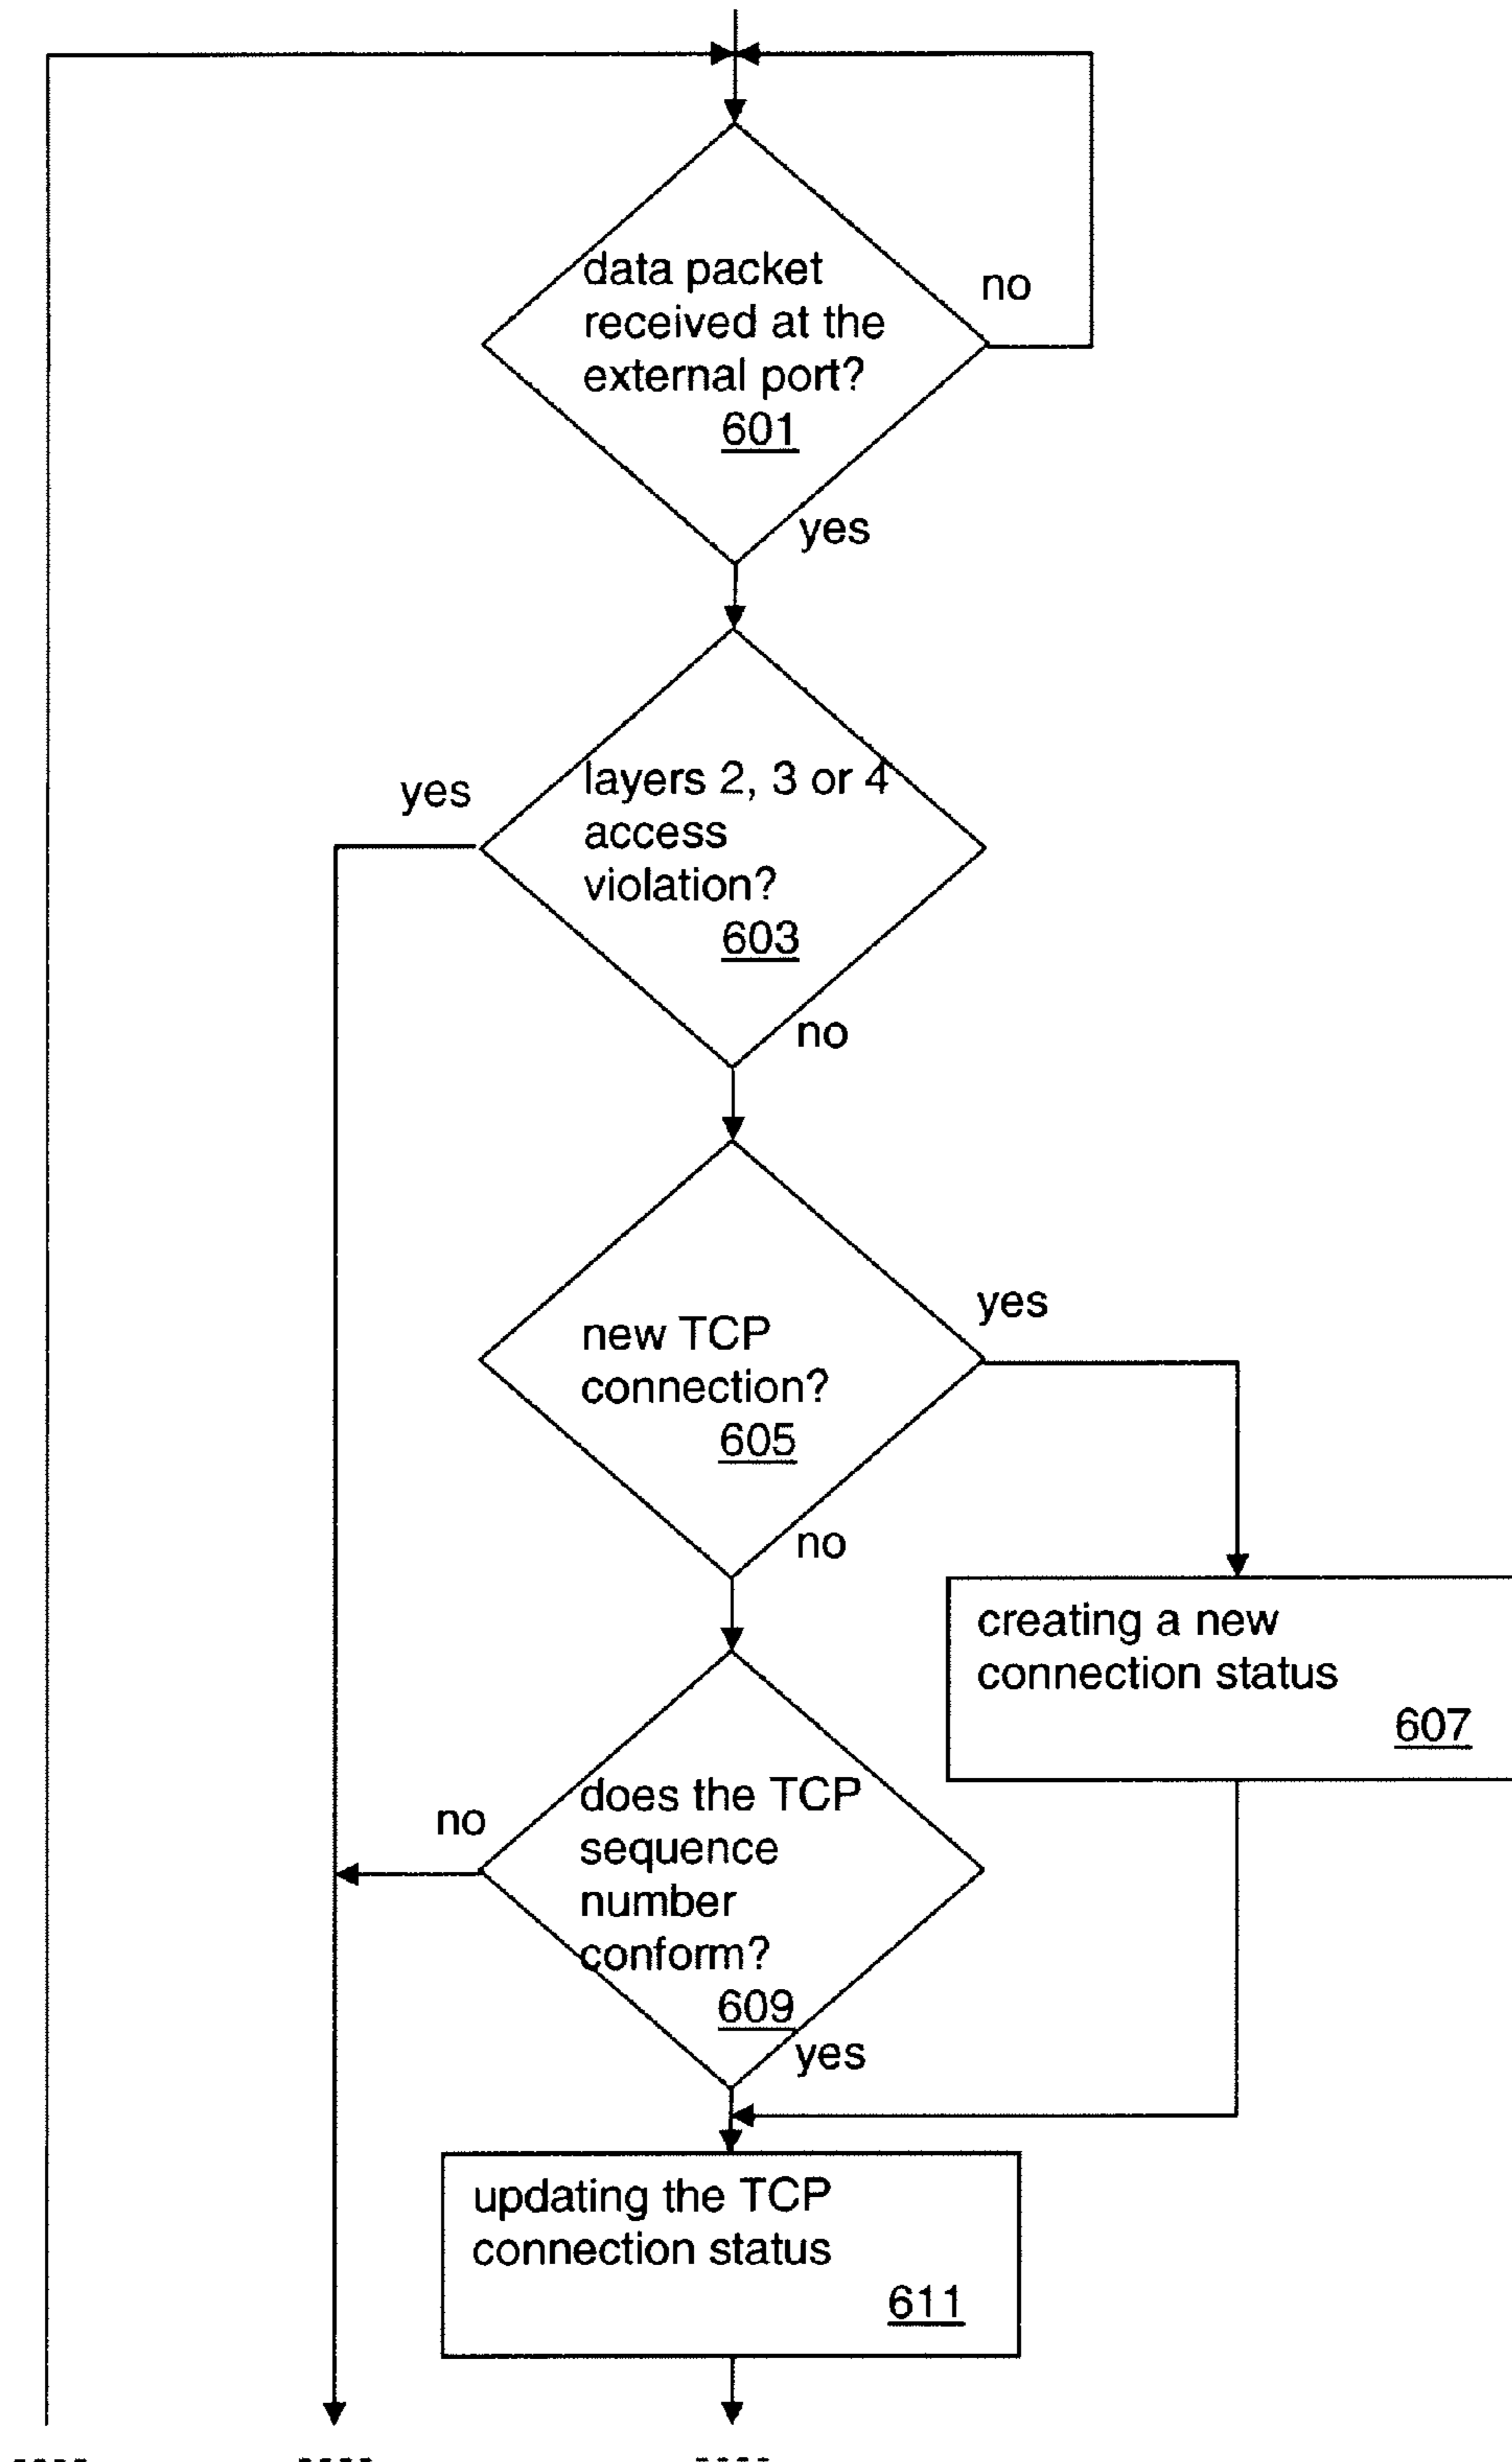 data packet
received at the
external port?
601
no
yes
layers 2, 3 or 4
access
violation?
603
yes
no
new TCP
connection?
605
yes
no
creating a new
connection status
607
does the TCP
sequence
number
conform?
609
no
yes
updating the TCP
connection status
611